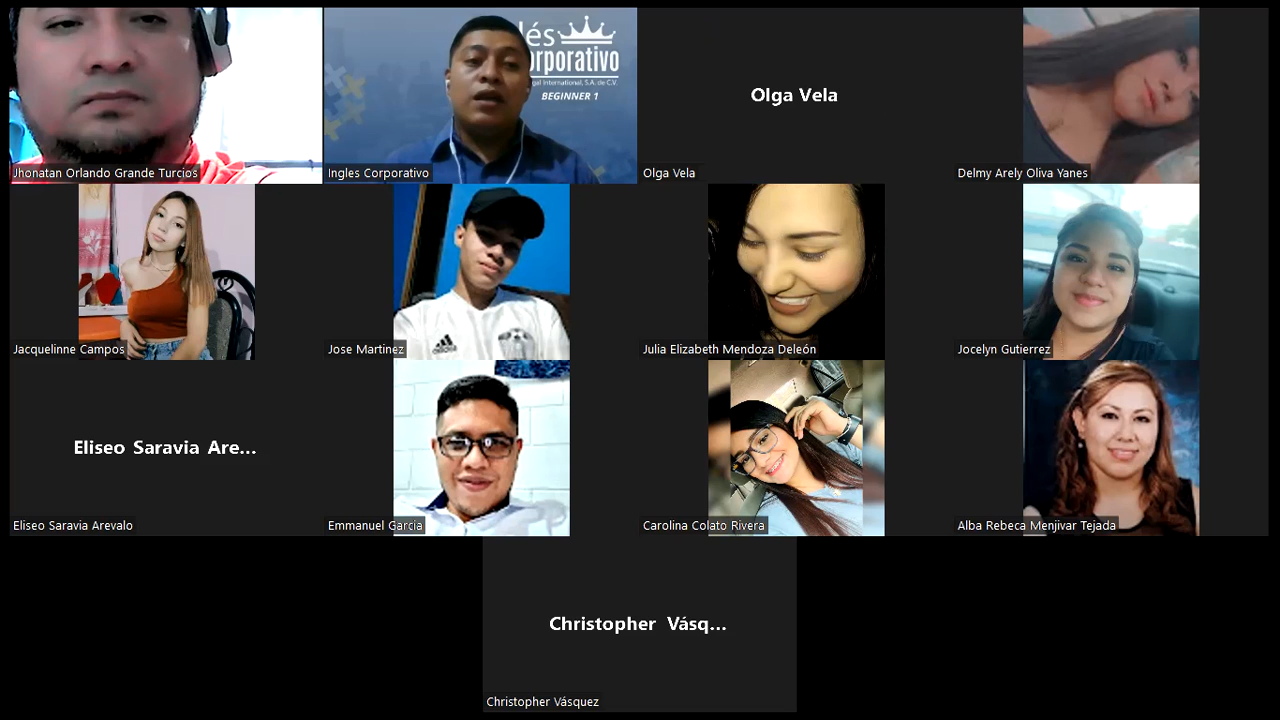 lés
orporativo
gal International, S.A. de C.V.
BEGINNER 1
Olga Vela
Jhonatan Orlando Grande Turcios
Ingles Corporativo
Olga Vela
Delmy Arely Oliva Yanes
Jacquelinne Campos
Jose Martinez
Julia Elizabeth Mendoza Deleón
Jocelyn Gutierrez
Eliseo Saravia Are...
Eliseo Saravia Arevalo
Emmanuel Garcia
Carolina Colato Rivera
Alba Rebeca Menjivar Tejada
Christopher Vásq...
Christopher Vásquez